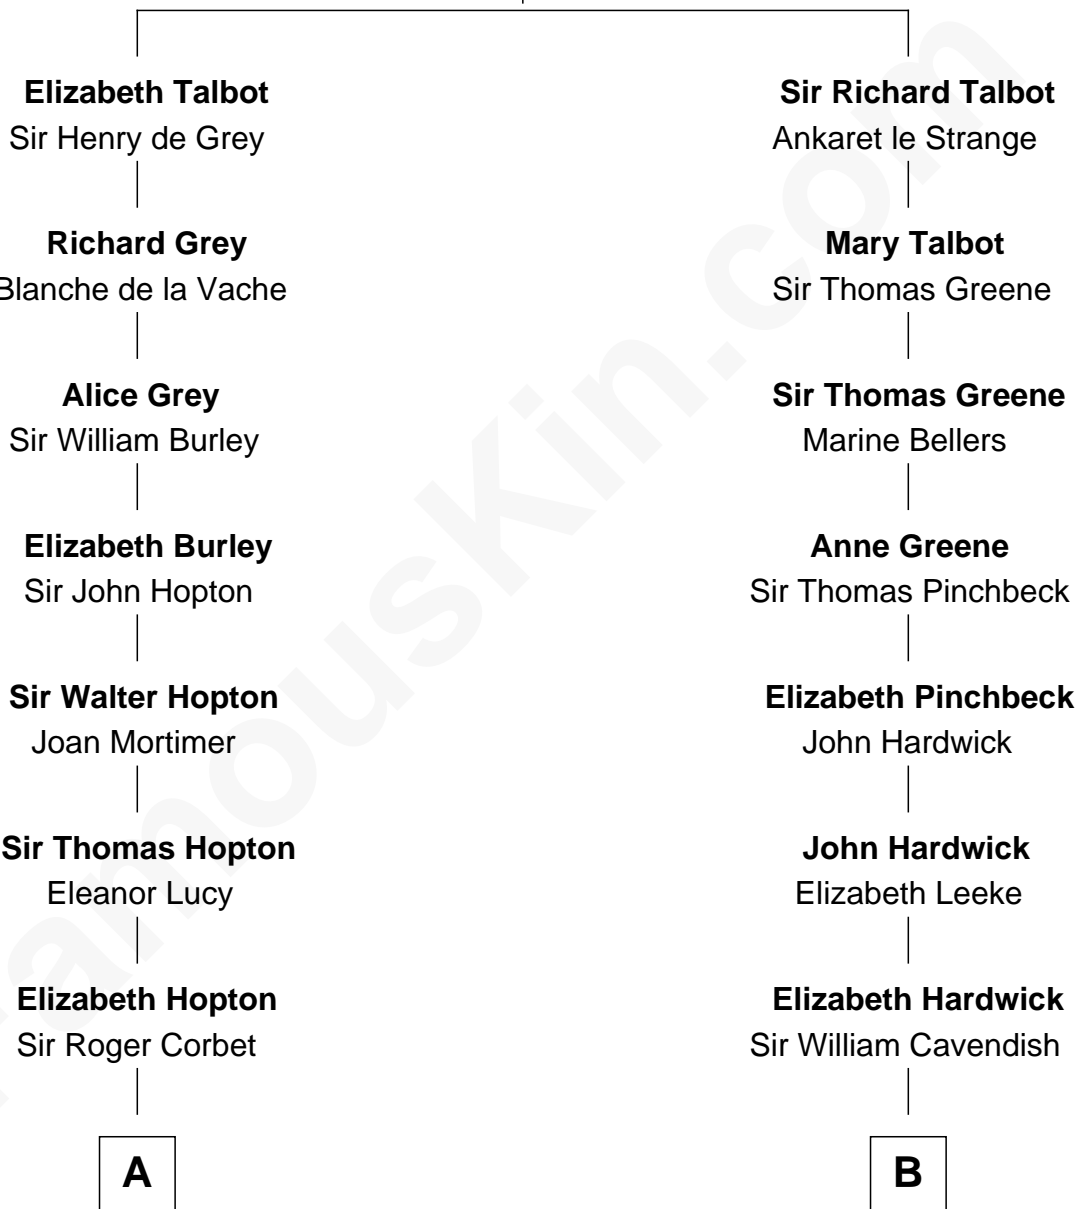 Elizabeth Talbot
Sir Henry de Grey
Richard Grey
Blanche de la Vache
Alice Grey
Sir William Burley
Elizabeth Burley
Sir John Hopton
Sir Walter Hopton
Joan Mortimer
Sir Thomas Hopton
Eleanor Lucy
Elizabeth Hopton
Sir Roger Corbet
A
Sir Richard Talbot
Ankaret le Strange
Mary Talbot
Sir Thomas Greene
Sir Thomas Greene
Marine Bellers
Anne Greene
Sir Thomas Pinchbeck
Elizabeth Pinchbeck
John Hardwick
John Hardwick
Elizabeth Leeke
Elizabeth Hardwick
Sir William Cavendish
B
FamousKin.com